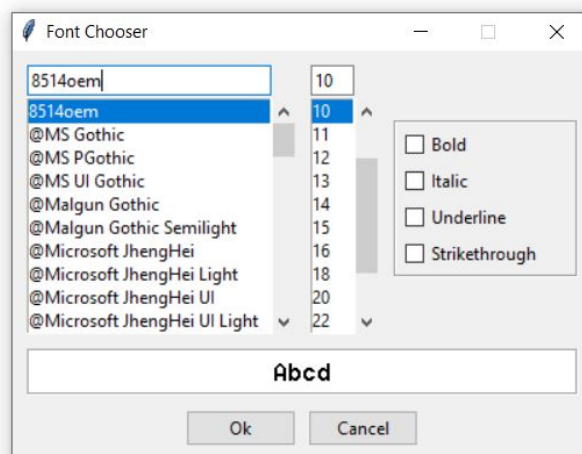 Font Chooser
8514oem
10
8514oem
@MS Gothic
@MS PGothic
@MS UI Gothic
@Malgun Gothic
@Malgun Gothic Semilight
@Microsoft JhengHei
@Microsoft JhengHei Light
@Microsoft JhengHei UI
@Microsoft JhengHei UI Light
10
11
12
13
14
15
16
18
20
22
Bold
Italic
Underline
Strikethrough
Abcd
Ok
Cancel